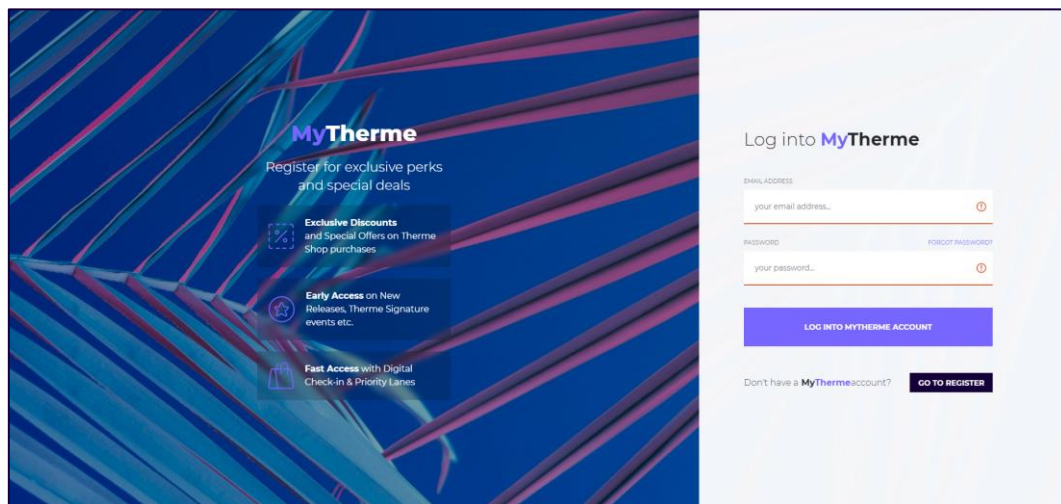 MyTherme
Register for exclusive perks
and special deals
Exclusive Discounts
and Special Offers on Therme
Shop purchases
Early Access on New
Releases, Therme Signature
events etc.
Fast Access with Digital
Check-in & Priority Lanes
Log into MyTherme
EMAIL ADDRESS
your email address...
PASSWORD FORGOT PASSWORD?
your password...
LOG INTO MYTHERME ACCOUNT
Don't have a MyThermeaccount? GO TO REGISTER